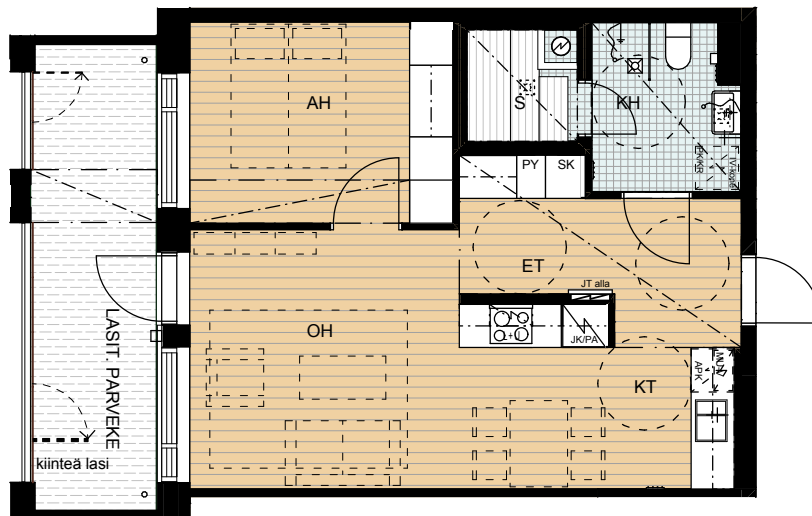 AH
S
KH
PY
SK
ET
JT alla
OH
L+U
JK/PA
KT
APK
LASIT. PARVEKE
kiinteä lasi